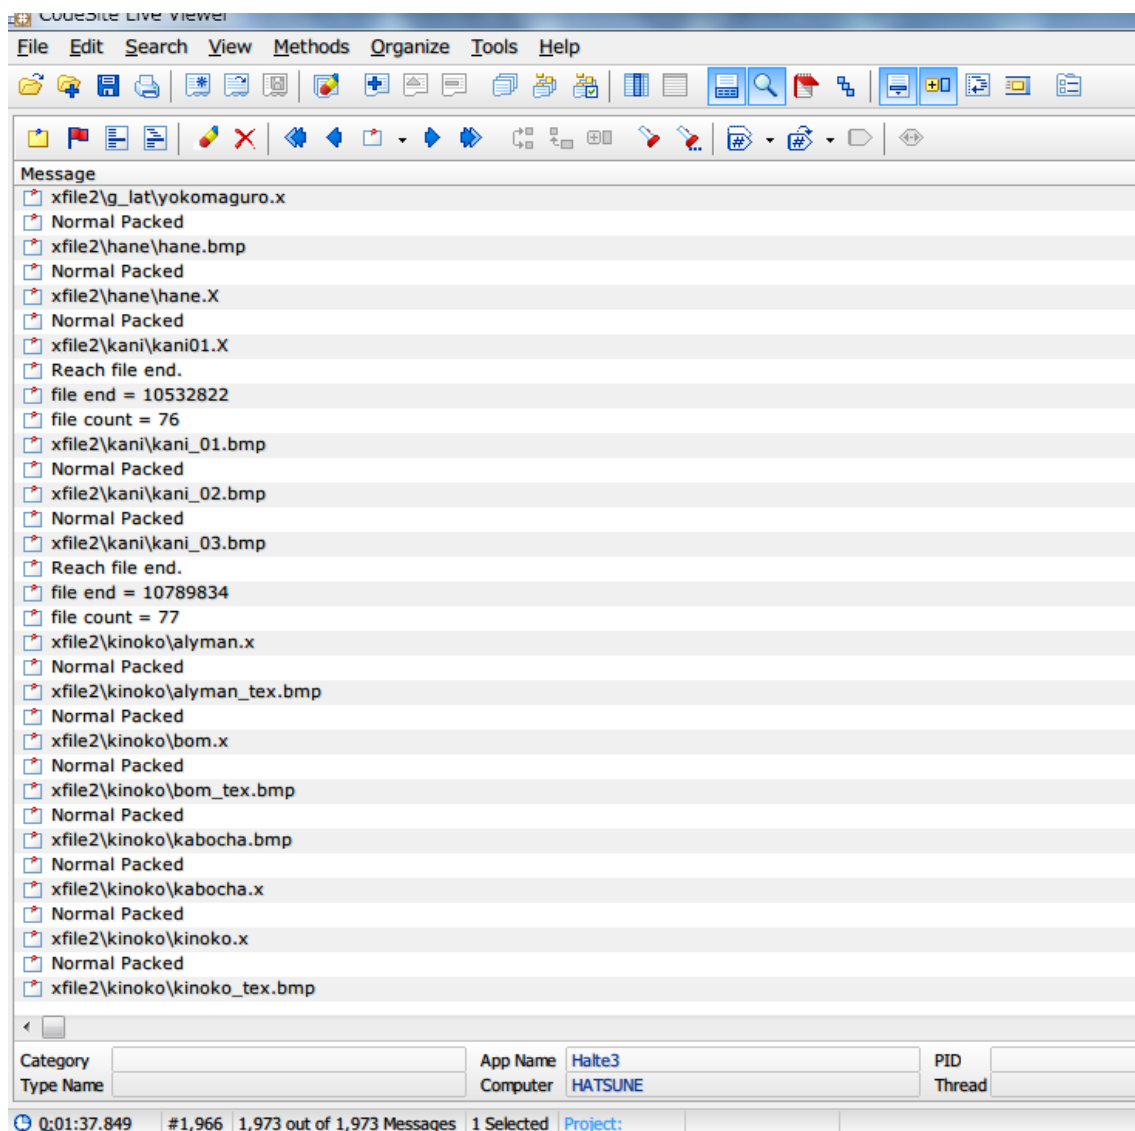 CodeSite Live Viewer
File Edit Search View Methods Organize Tools Help
Message
xfile2\g_lat\yokomaguro.x
Normal Packed
xfile2\hane\hane.bmp
Normal Packed
xfile2\hane\hane.X
Normal Packed
xfile2\kani\kani01.X
Reach file end.
file end = 10532822
file count = 76
xfile2\kani\kani_01.bmp
Normal Packed
xfile2\kani\kani_02.bmp
Normal Packed
xfile2\kani\kani_03.bmp
Reach file end.
file end = 10789834
file count = 77
xfile2\kinoko\alyman.x
Normal Packed
xfile2\kinoko\alyman_tex.bmp
Normal Packed
xfile2\kinoko\bom.x
Normal Packed
xfile2\kinoko\bom_tex.bmp
Normal Packed
xfile2\kinoko\kabocha.bmp
Normal Packed
xfile2\kinoko\kabocha.x
Normal Packed
xfile2\kinoko\kinoko.x
Normal Packed
xfile2\kinoko\kinoko_tex.bmp
Category App Name Halte3 PID
Type Name Computer HATSUNE Thread
0:01:37.849 #1,966 1,973 out of 1,973 Messages 1 Selected Project: